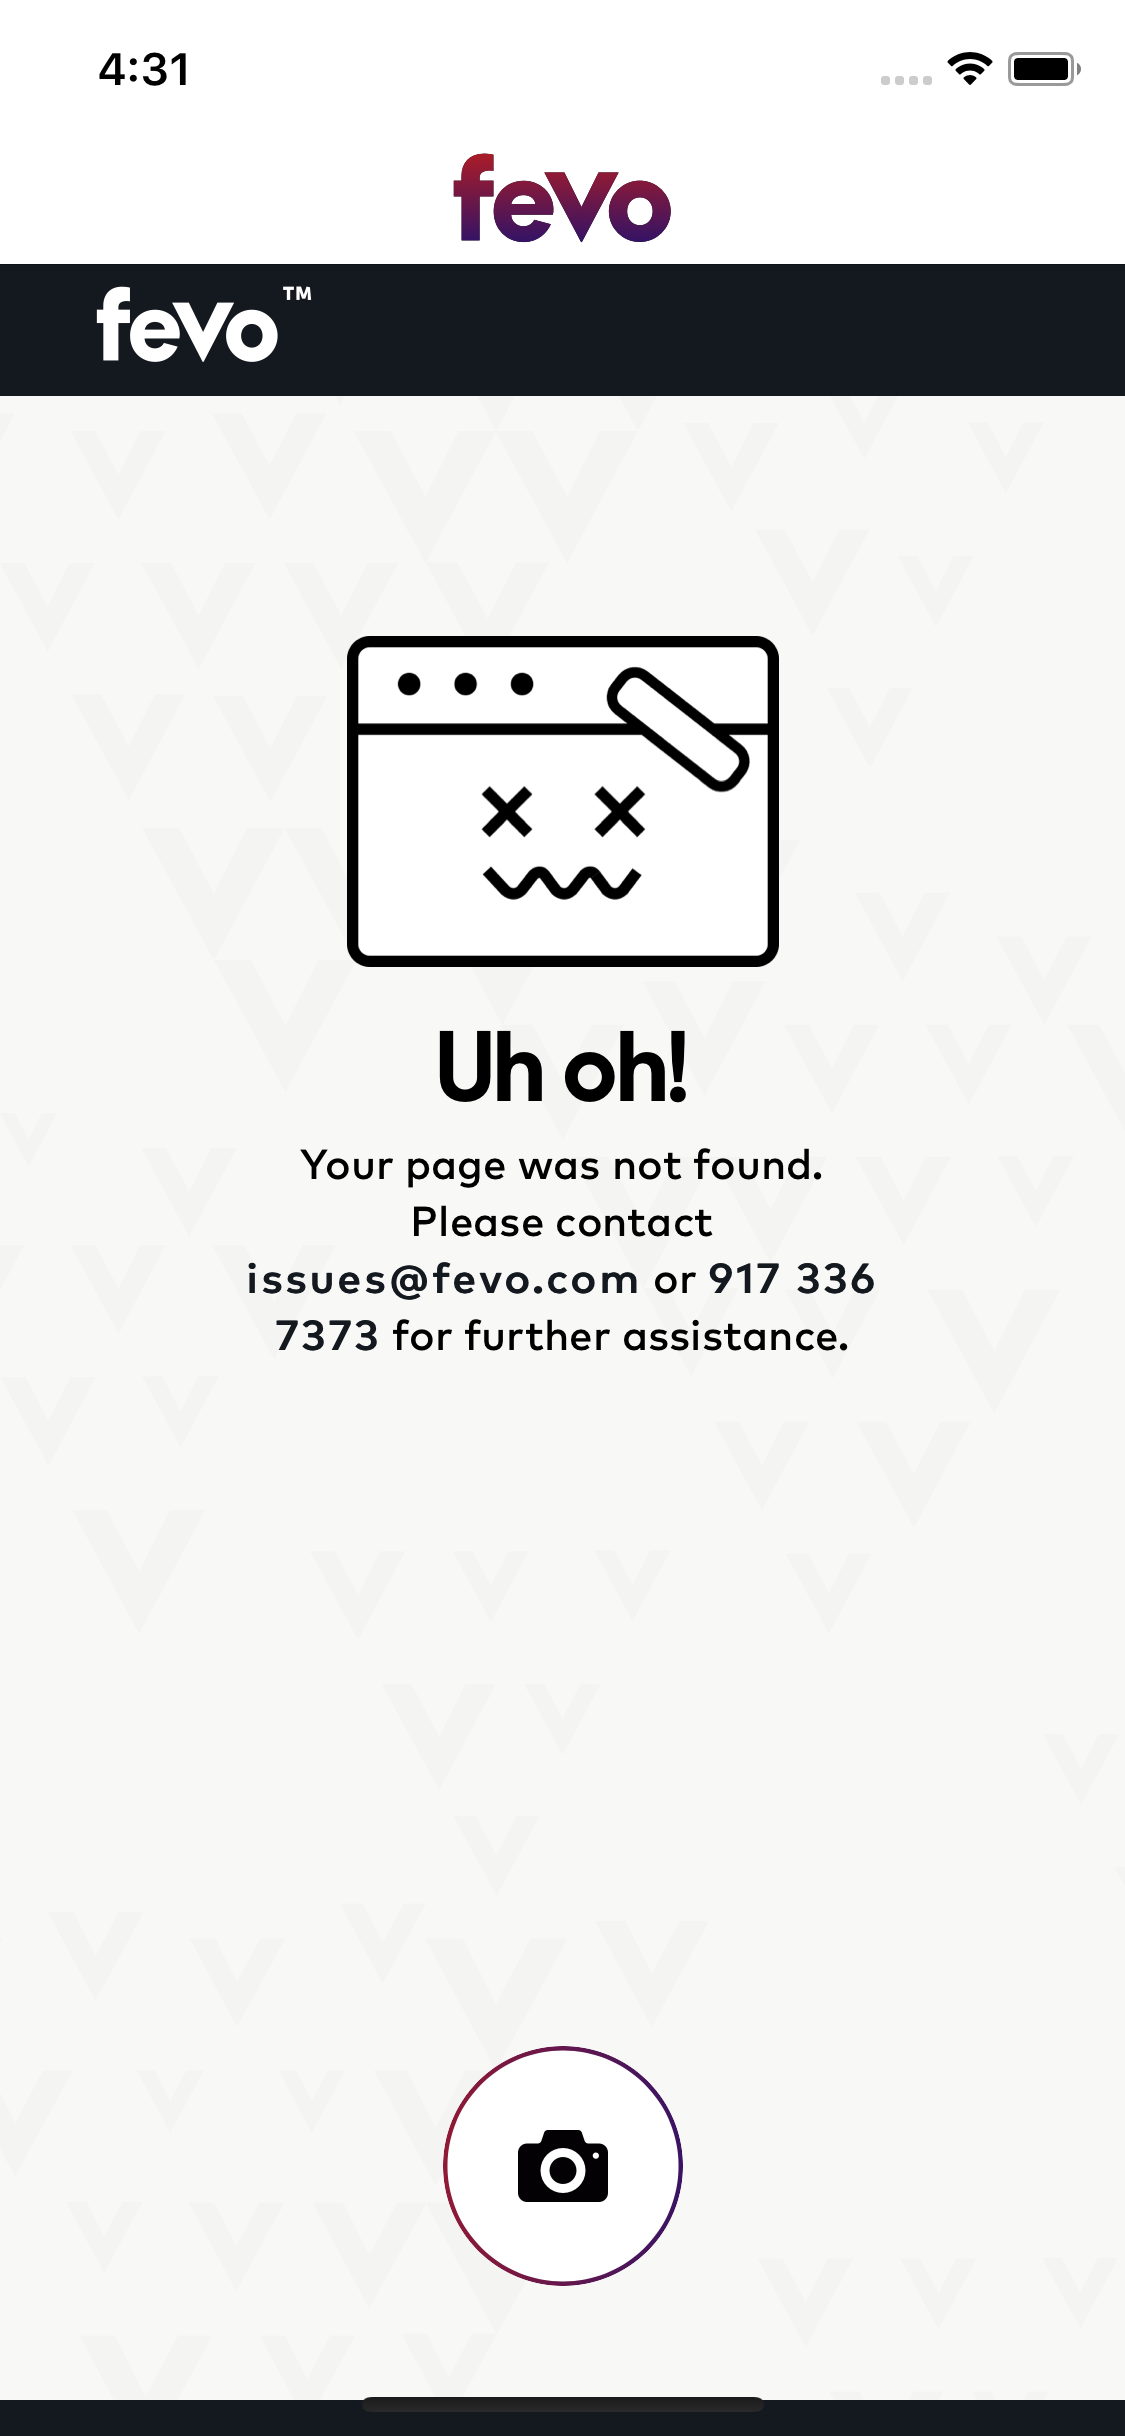 4:31
fevo
fevo™
Uh oh!
Your page was not found.
Please contact
issues@fevo.com or 917 336
7373 for further assistance.